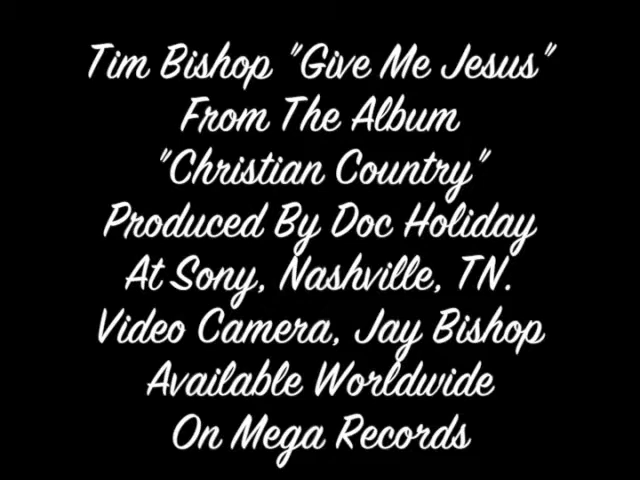 Tim Bishop "Give Me Jesus"
From The Album
"Christian Country"
Produced By Doc Holiday
At Sony, Nashville, TN.
Video Camera, Jay Bishop
Available Worldwide
On Mega Records